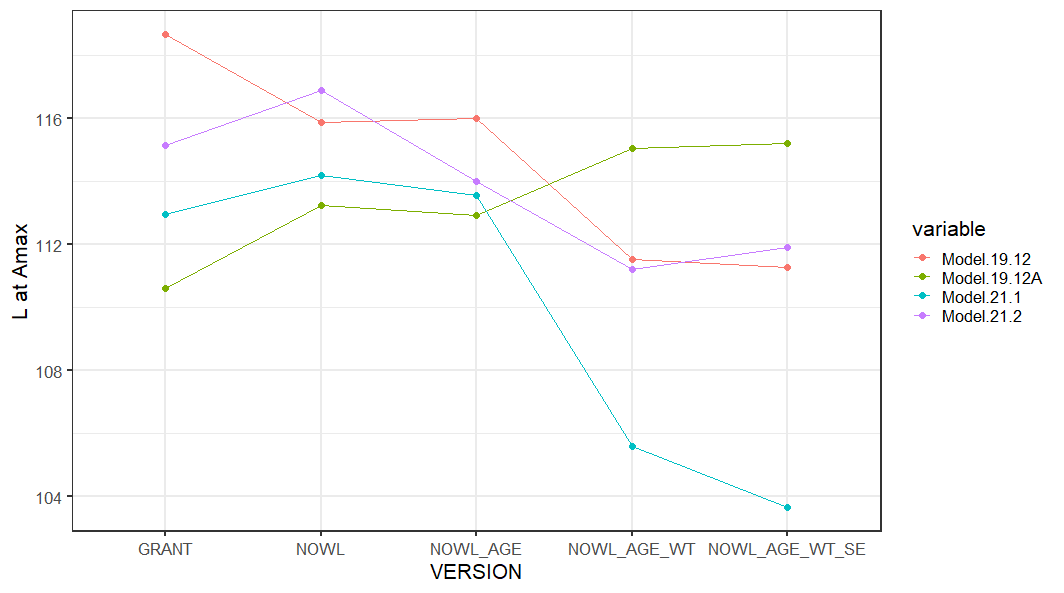 L at Amax
116
112
108
104
GRANT
NOWL
NOWL_AGE
NOWL_AGE_WT
NOWL_AGE_WT_SE
VERSION
variable
Model.19.12
Model.19.12A
Model.21.1
Model.21.2